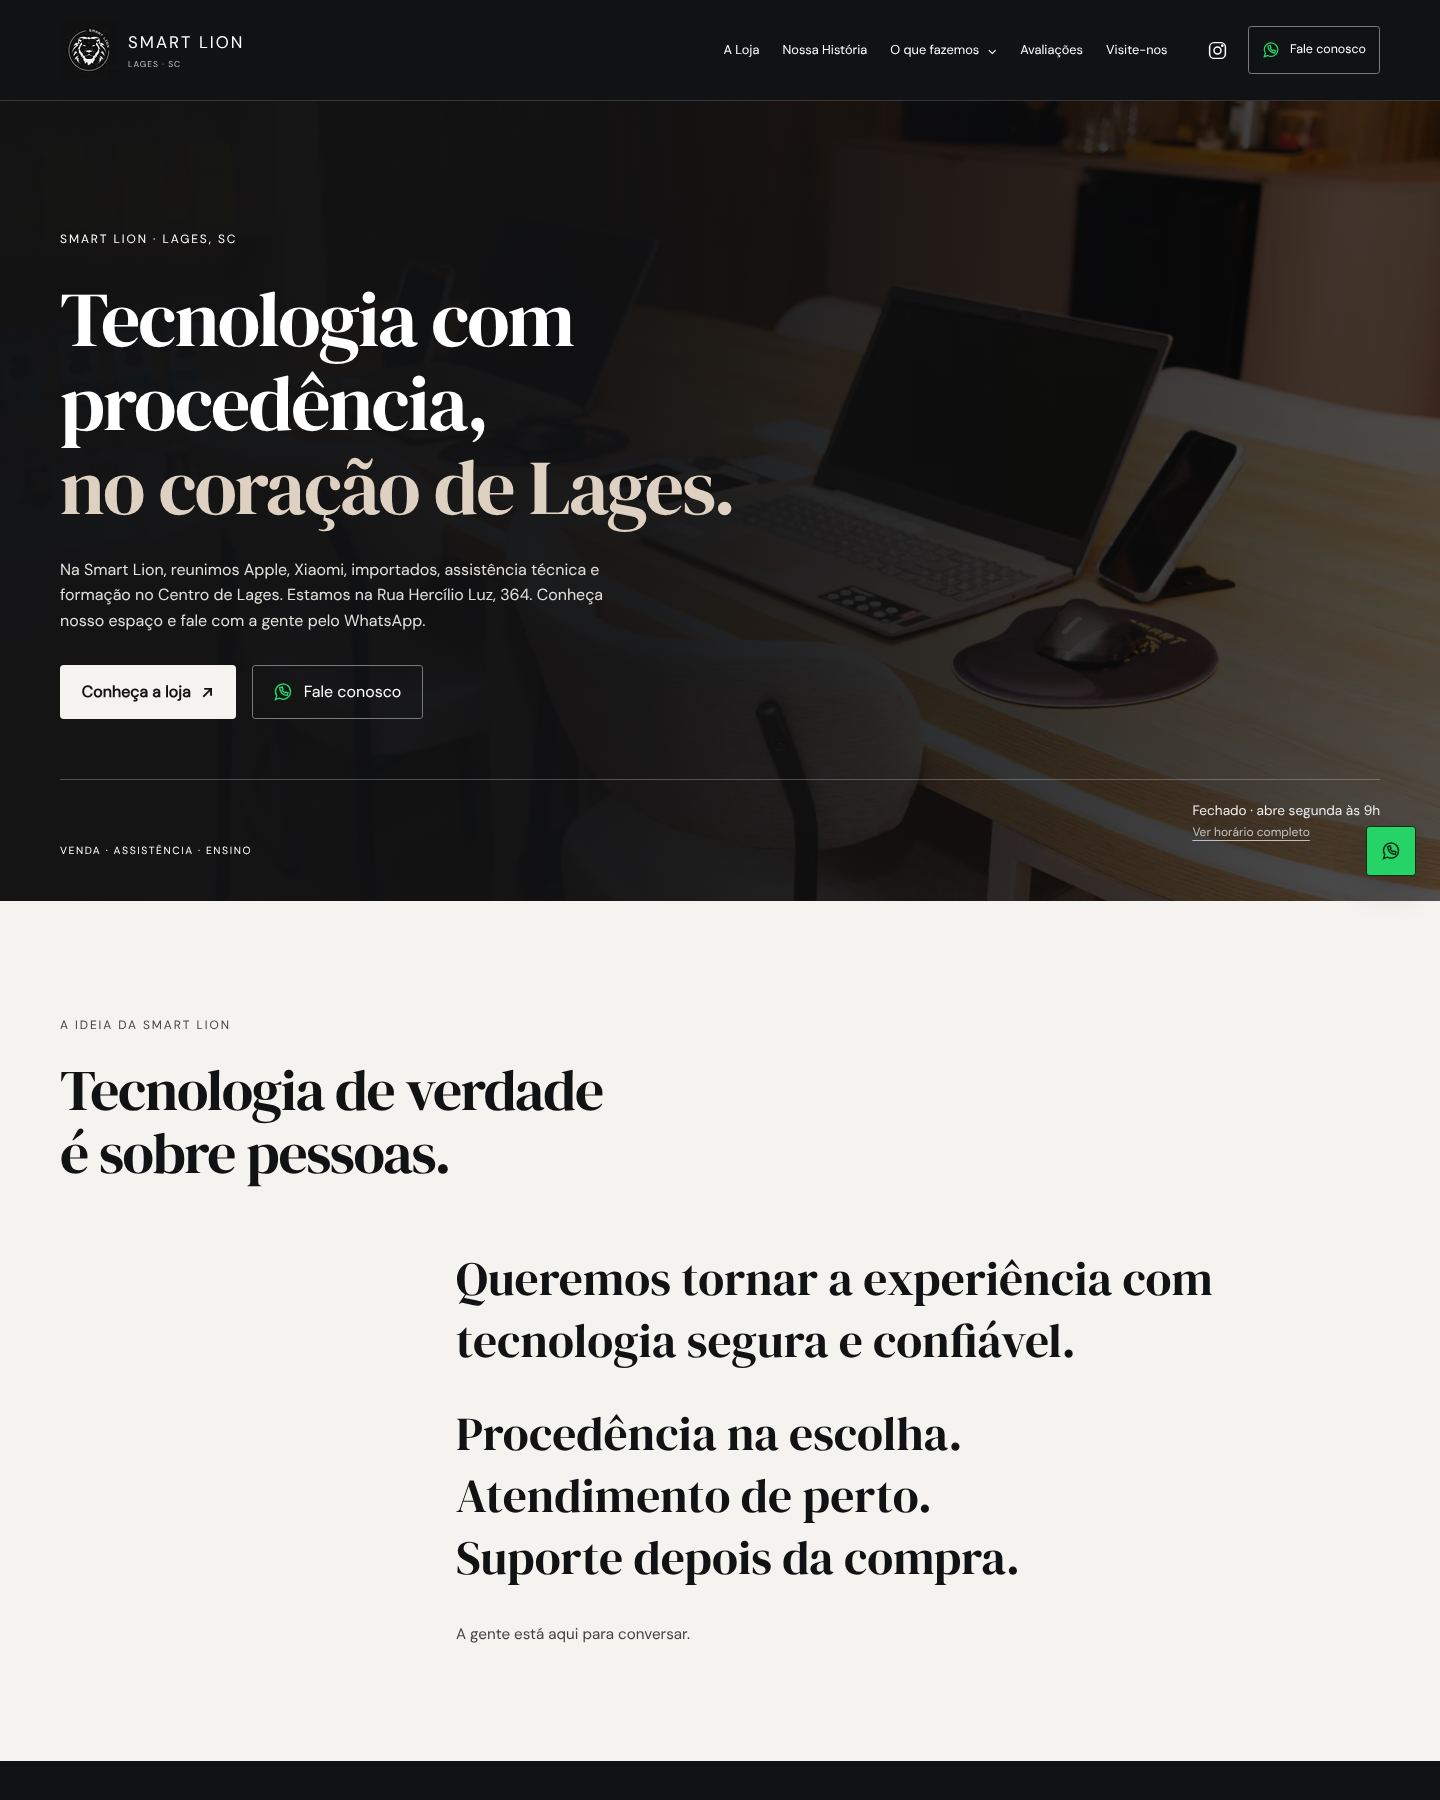 SMART LION
LAGES · SC
A Loja
Nossa História
O que fazemos
Avaliações
Visite-nos
Fale conosco
SMART LION · LAGES, SC
Tecnologia com
procedência,
no coração de Lages.
Na Smart Lion, reunimos Apple, Xiaomi, importados, assistência técnica e
formação no Centro de Lages. Estamos na Rua Hercílio Luz, 364. Conheça
nosso espaço e fale com a gente pelo WhatsApp.
Conheça a loja
Fale conosco
Fechado · abre segunda às 9h
Ver horário completo
VENDA · ASSISTÊNCIA · ENSINO
A IDEIA DA SMART LION
Tecnologia de verdade
é sobre pessoas.
Queremos tornar a experiência com
tecnologia segura e confiável.
Procedência na escolha.
Atendimento de perto.
Suporte depois da compra.
A gente está aqui para conversar.